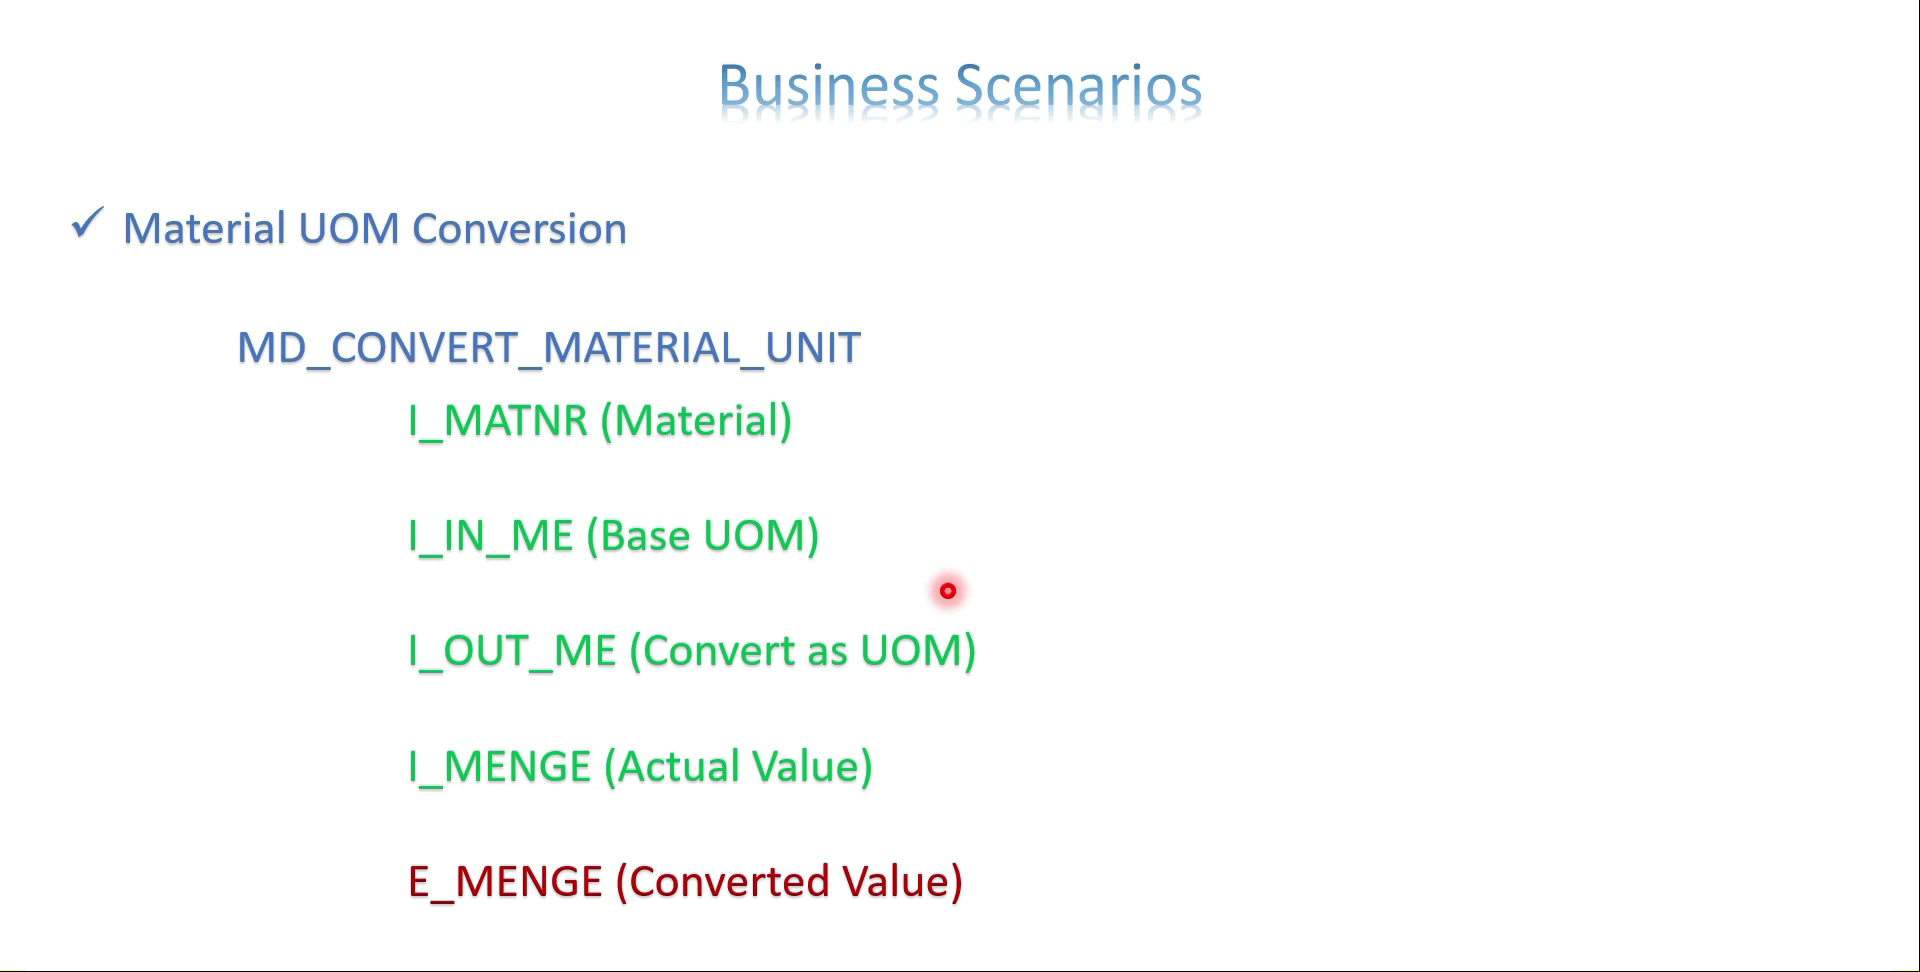 Business Scenarios
Material UOM Conversion
MD_CONVERT_MATERIAL_UNIT
I_MATNR (Material)
I_IN_ME (Base UOM)
I_OUT_ME (Convert as UOM)
I_MENGE (Actual Value)
E_MENGE (Converted Value)